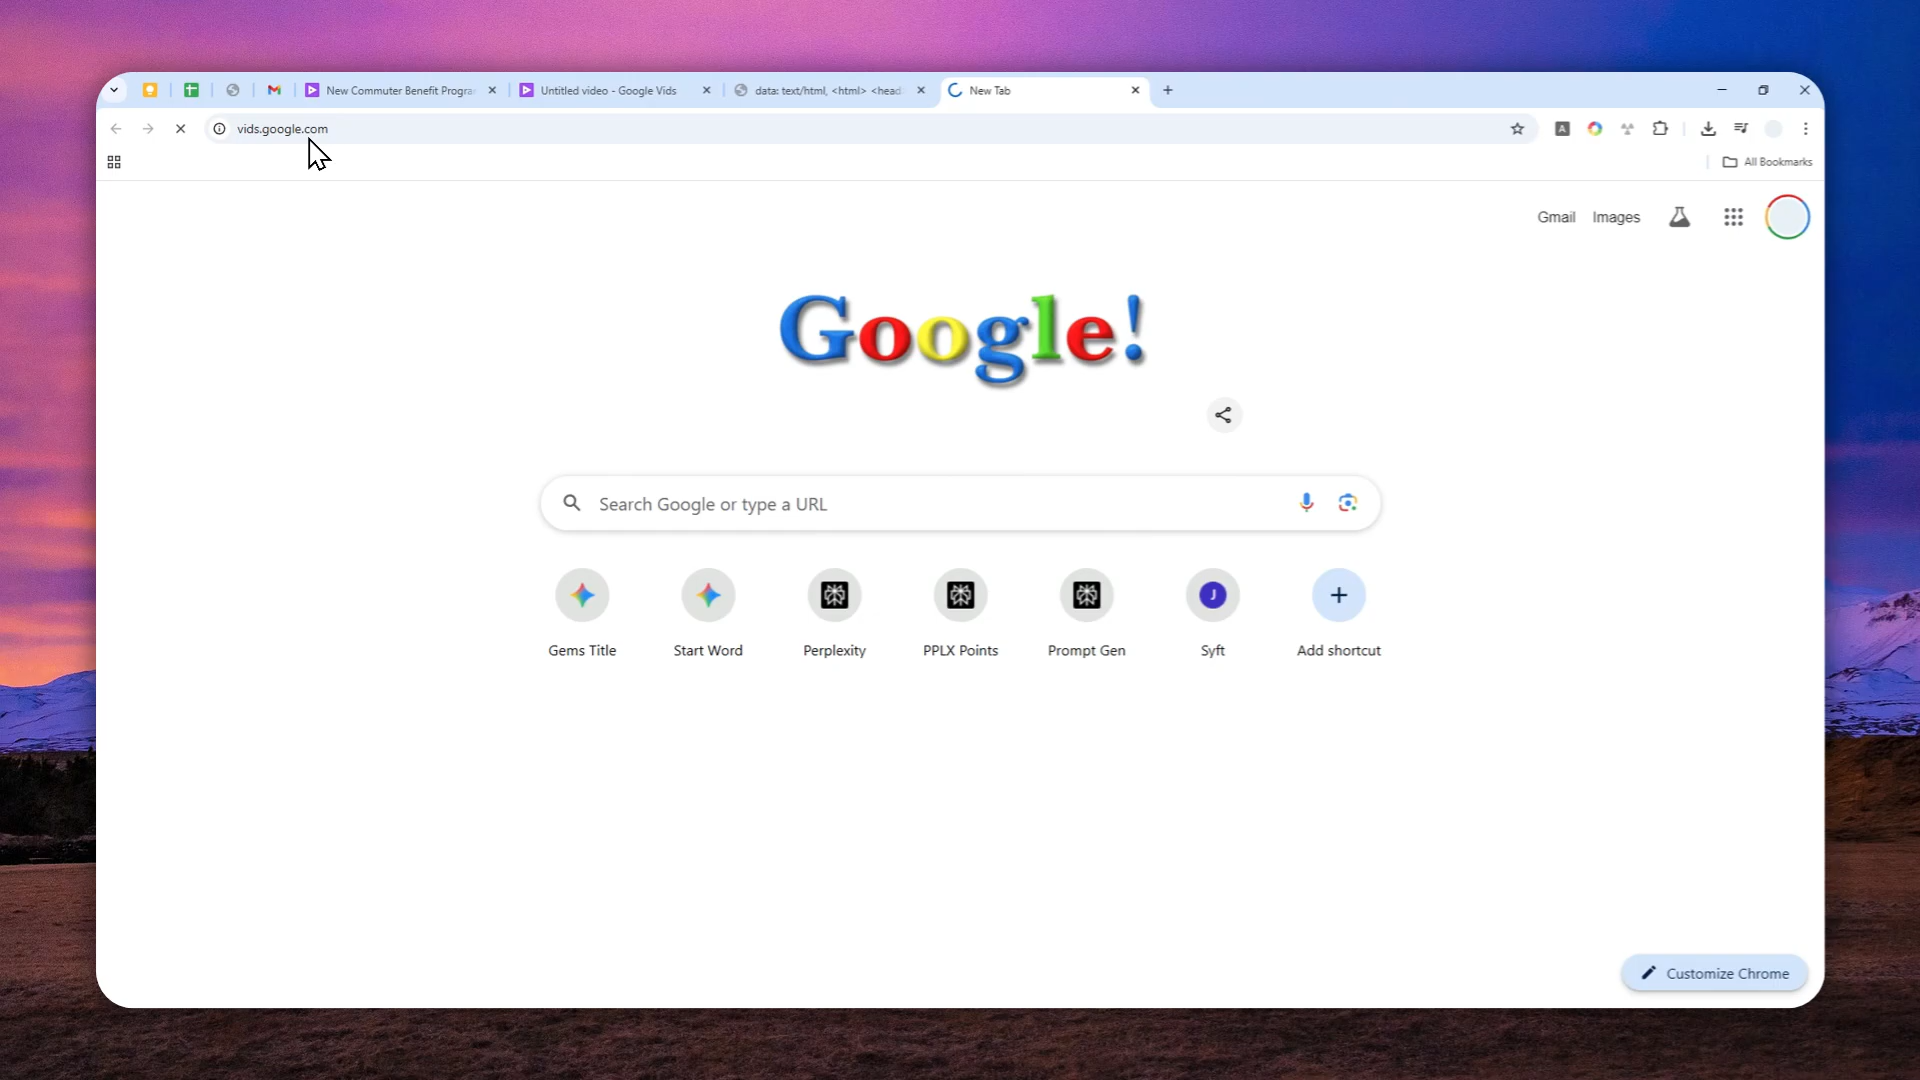 New Commuter Benefit Progra
Untitled video - Google Vids
data: text/html, <html> <head
New Tab
vids.google.com
A
All Bookmarks
Gmail
Images
Google!
Search Google or type a URL
J
Gems Title
Start Word
Perplexity
PPLX Points
Prompt Gen
Syft
Add shortcut
Customize Chrome